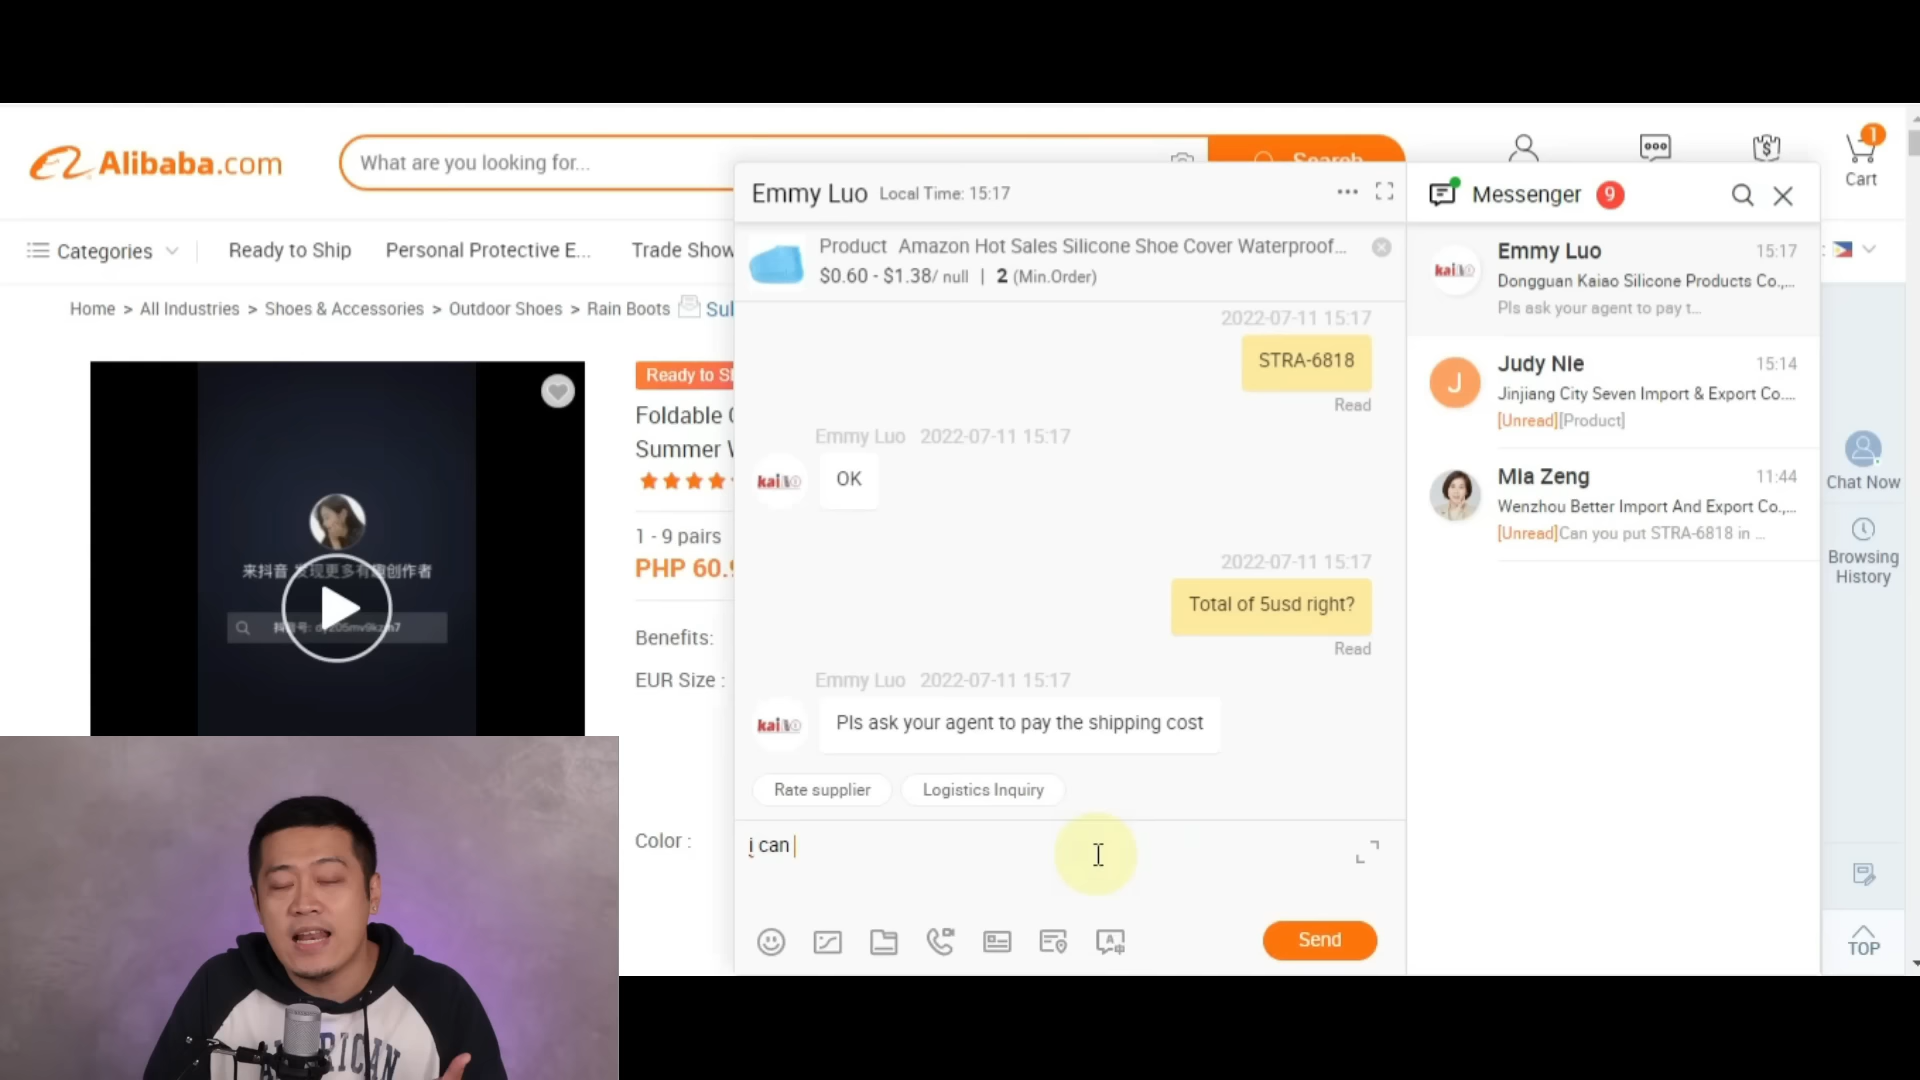 Alibaba.com
What are you looking for...
Search
Cart
1
Categories
Ready to Ship
Personal Protective E...
Trade Show
Home > All Industries > Shoes & Accessories > Outdoor Shoes > Rain Boots
Ready to
Foldable
Summer
1 - 9 pairs
PHP 60.
Benefits:
EUR Size :
Color :
Emmy Luo Local Time: 15:17
Product Amazon Hot Sales Silicone Shoe Cover Waterproof...
$0.60 - $1.38/ null | 2 (Min.Order)
2022-07-11 15:17
STRA-6818
Read
Emmy Luo 2022-07-11 15:17
OK
2022-07-11 15:17
Total of 5usd right?
Read
Emmy Luo 2022-07-11 15:17
Pls ask your agent to pay the shipping cost
Rate supplier
Logistics Inquiry
i can
Send
Messenger 9
Emmy Luo 15:17
Dongguan Kaiao Silicone Products Co.,...
Pls ask your agent to pay t...
Judy Nie 15:14
Jinjiang City Seven Import & Export Co....
[Unread][Product]
Mia Zeng 11:44
Wenzhou Better Import And Export Co.,...
[Unread]Can you put STRA-6818 in ...
Chat Now
Browsing
History
TOP